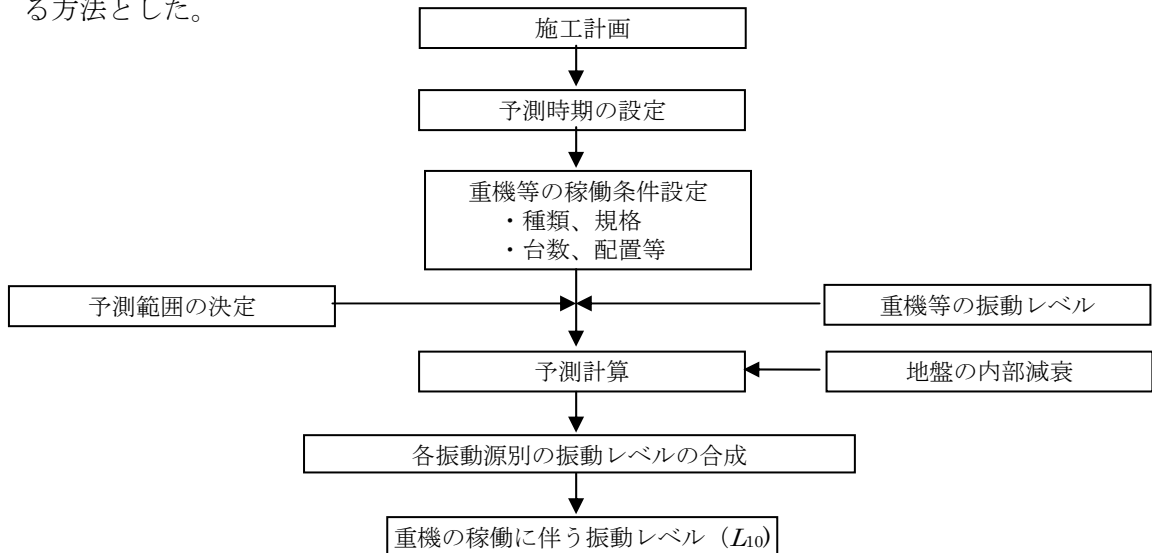 る方法とした。
施工計画
予測時期の設定
重機等の稼働条件設定
・種類、規格
・台数、配置等
予測範囲の決定
重機等の振動レベル
予測計算
地盤の内部減衰
各振動源別の振動レベルの合成
重機の稼働に伴う振動レベル（L10)